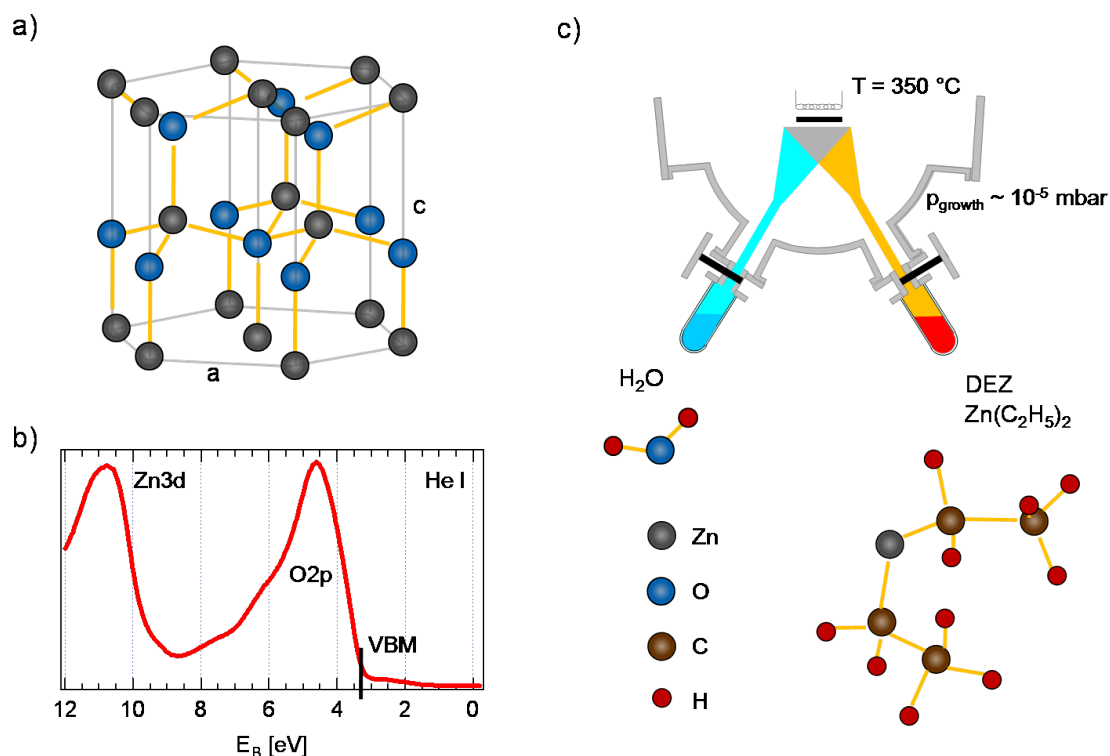 a)
c
a
b)
Zn3d
He I
O2p
VBM
12 10 8 6 4 2 0
E_B [eV]
c)
T = 350 °C
p_growth ~ 10⁻⁵ mbar
H₂O
DEZ
Zn(C₂H₅)₂
Zn
O
C
H